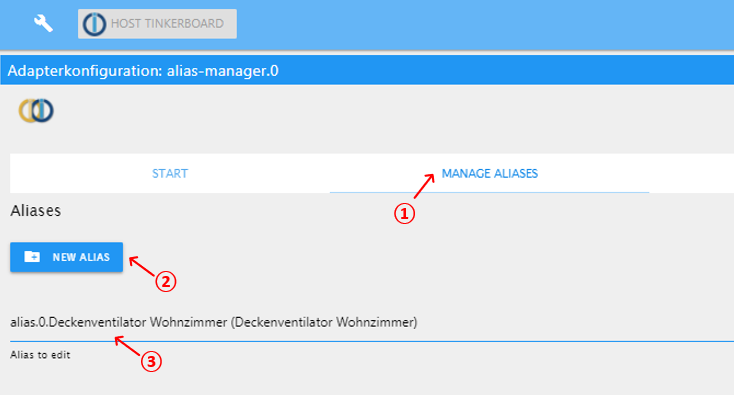 HOST TINKERBOARD
Adapterkonfiguration: alias-manager.0
START
MANAGE ALIASES
①
Aliases
NEW ALIAS
②
alias.0.Deckenventilator Wohnzimmer (Deckenventilator Wohnzimmer)
③
Alias to edit